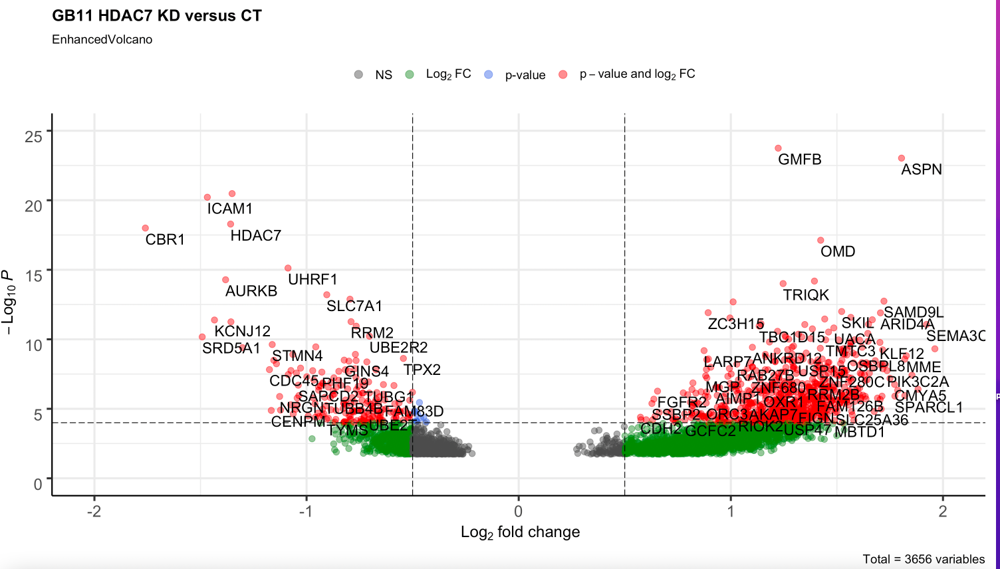 GB11 HDAC7 KD versus CT
EnhancedVolcano
NS Log2 FC p-value p – value and log2 FC
25
20
15
10
5
0
– Log10 P
GMFB
ASPN
ICAM1
HDAC7
CBR1
OMD
UHRF1
AURKB
TRIQK
SLC7A1
SAMD9L
KCNJ12
RRM2
ZC3H15
SKIL
ARID4A
SRD5A1
UBE2R2
TBC1D15
UACA
SEMA3C
STMN4
TMTC3
KLF12
TPX2
LARP7
ANKRD12
GINS4
USP15
OSBPL8
MME
CDC45
PHF19
RAB27B
ZNF280C
PIK3C2A
SAPCD2
TUBG1
MGP
ZNF680
RRM2B
CMYA5
NRGN
TUBB4B
FAM83D
FGFR2
AIMP1
OXR1
FAM126B
SPARCL1
CENPM
UBE2T
SSBP2
ORC3
AKAP7
FIGN
SLC25A36
TYMS
CDH2
GCFC2
RIOK2
USP47
MBTD1
-2 -1 0 1 2
Log2 fold change
Total = 3656 variables